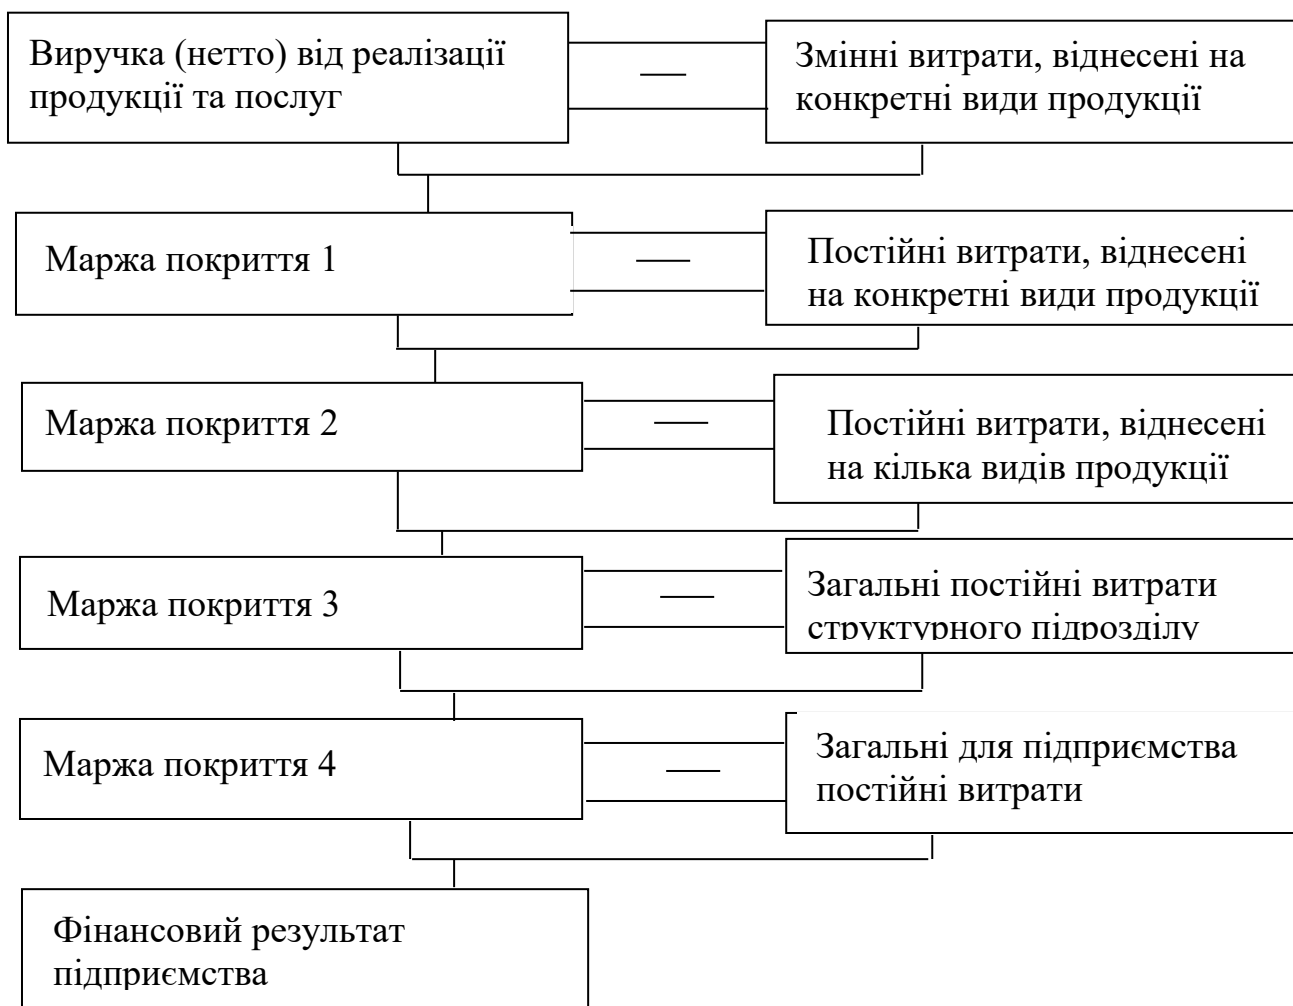 Виручка (нетто) від реалізації
продукції та послуг
Змінні витрати, віднесені на
конкретні види продукції
Маржа покриття 1
Постійні витрати, віднесені
на конкретні види продукції
Маржа покриття 2
Постійні витрати, віднесені
на кілька видів продукції
Маржа покриття 3
Загальні постійні витрати
структурного підрозділу
Маржа покриття 4
Загальні для підприємства
постійні витрати
Фінансовий результат
підприємства